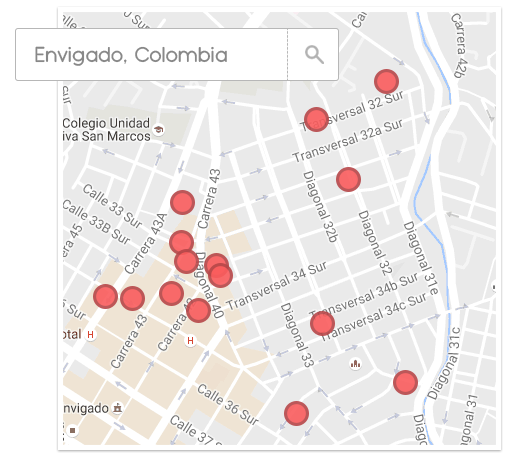 Envigado, Colombia
Carrera 42b
Colegio Unidad
iva San Marcos
Transversal 32 Sur
Transversal 32a Sur
Calle 33 Sur
Calle 33B Sur
Carrera 43A
Carrera 43
Diagonal 32b
Diagonal 32
Diagonal 31e
Diagonal 40
Transversal 34 Sur
Transversal 34b Sur
Transversal 34c Sur
Diagonal 33
Diagonal 31c
Diagonal 31
Carrera 43
otal
H
H
nvigado
Calle 36 Sur
Calle 37